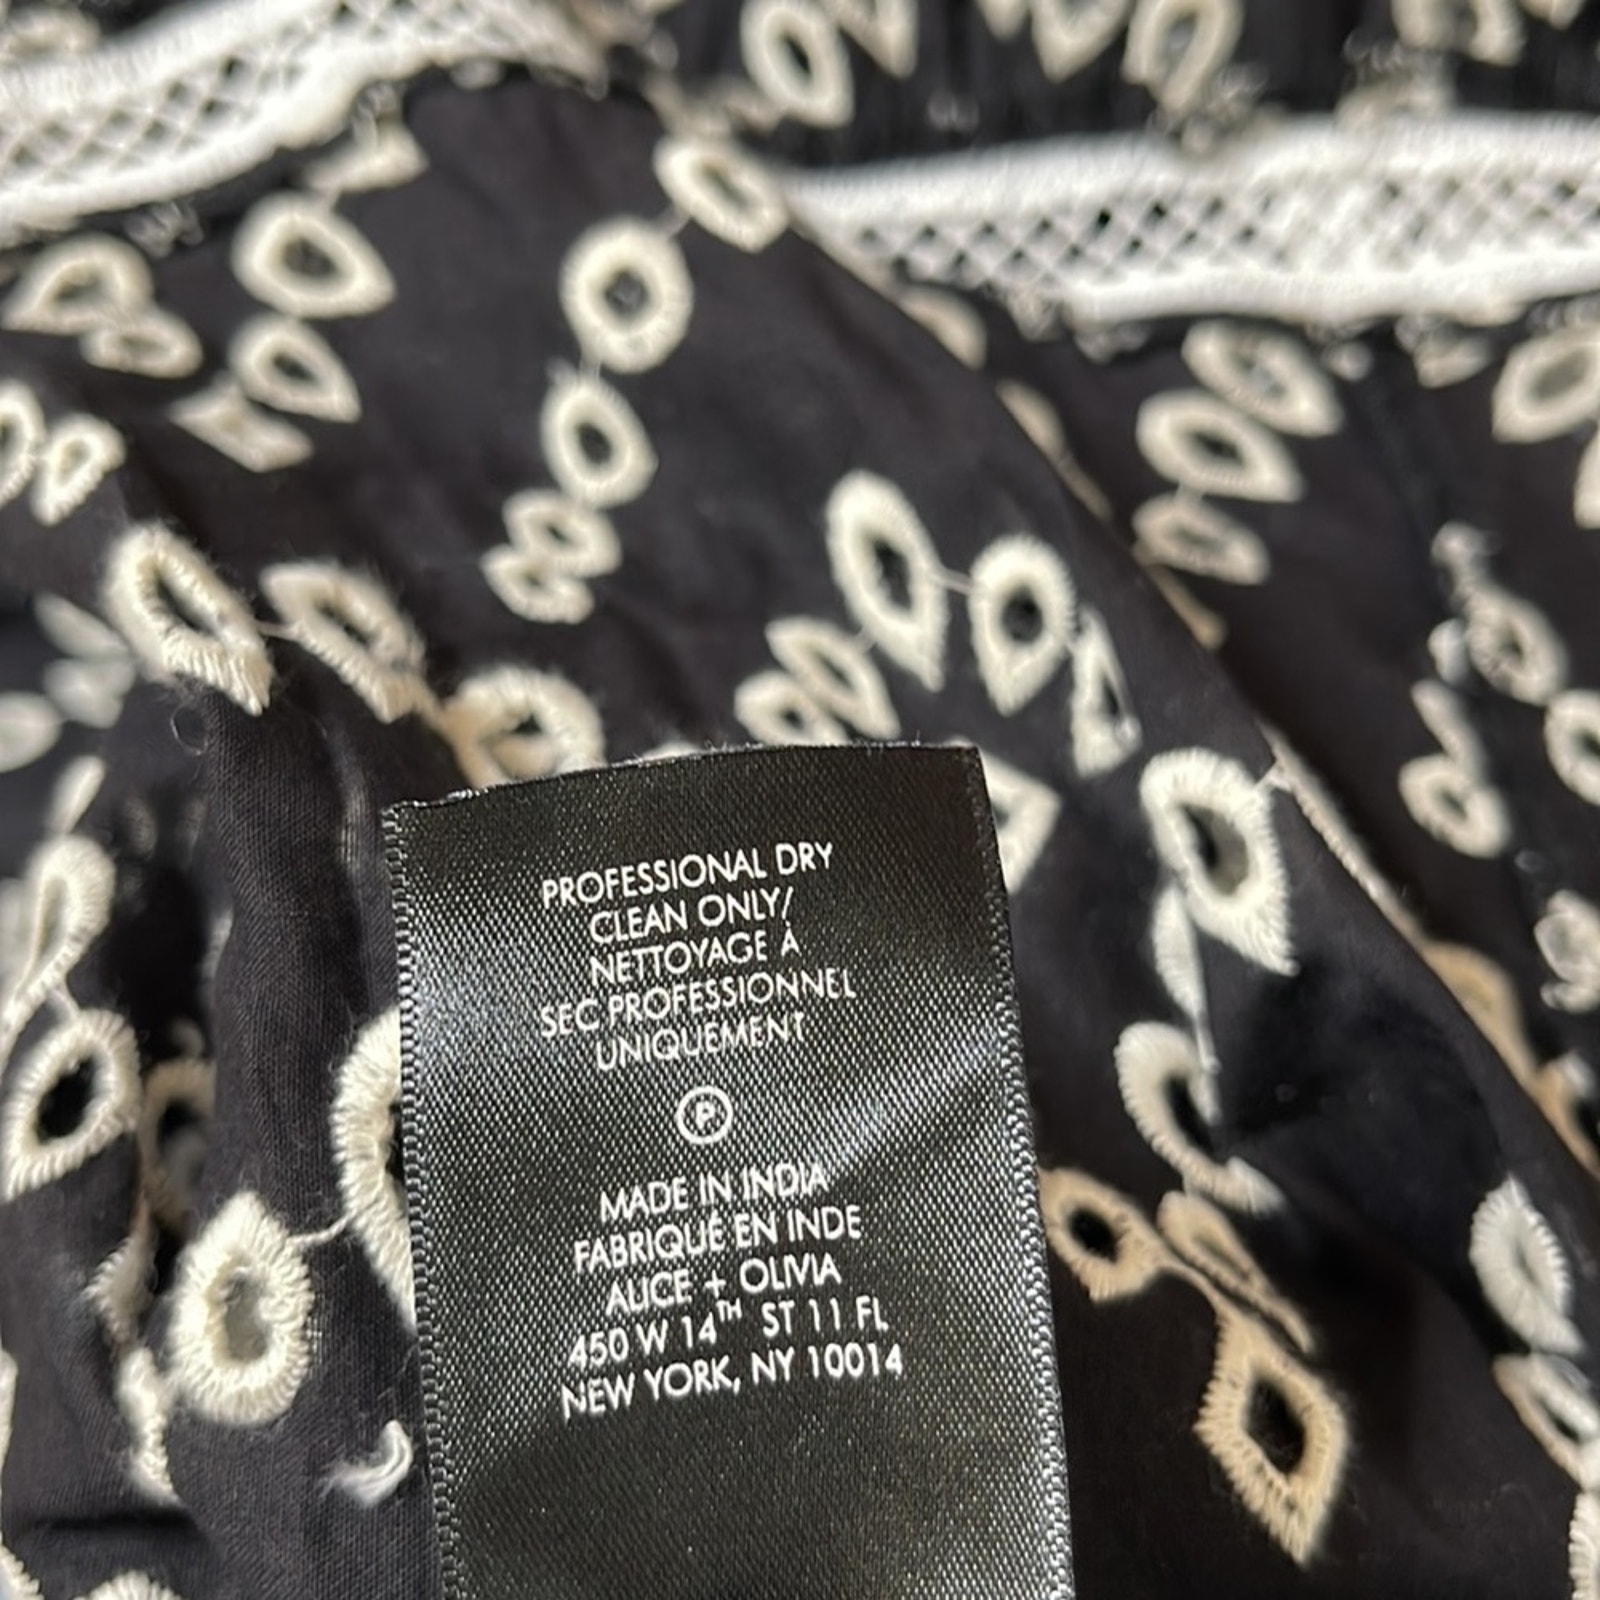 PROFESSIONAL DRY
CLEAN ONLY/
NETTOYAGE À
SEC PROFESSIONNEL
UNIQUEMENT
P
MADE IN INDIA
FABRIQUÉ EN INDE
ALICE + OLIVIA
450 W 14TH ST 11 FL
NEW YORK, NY 10014